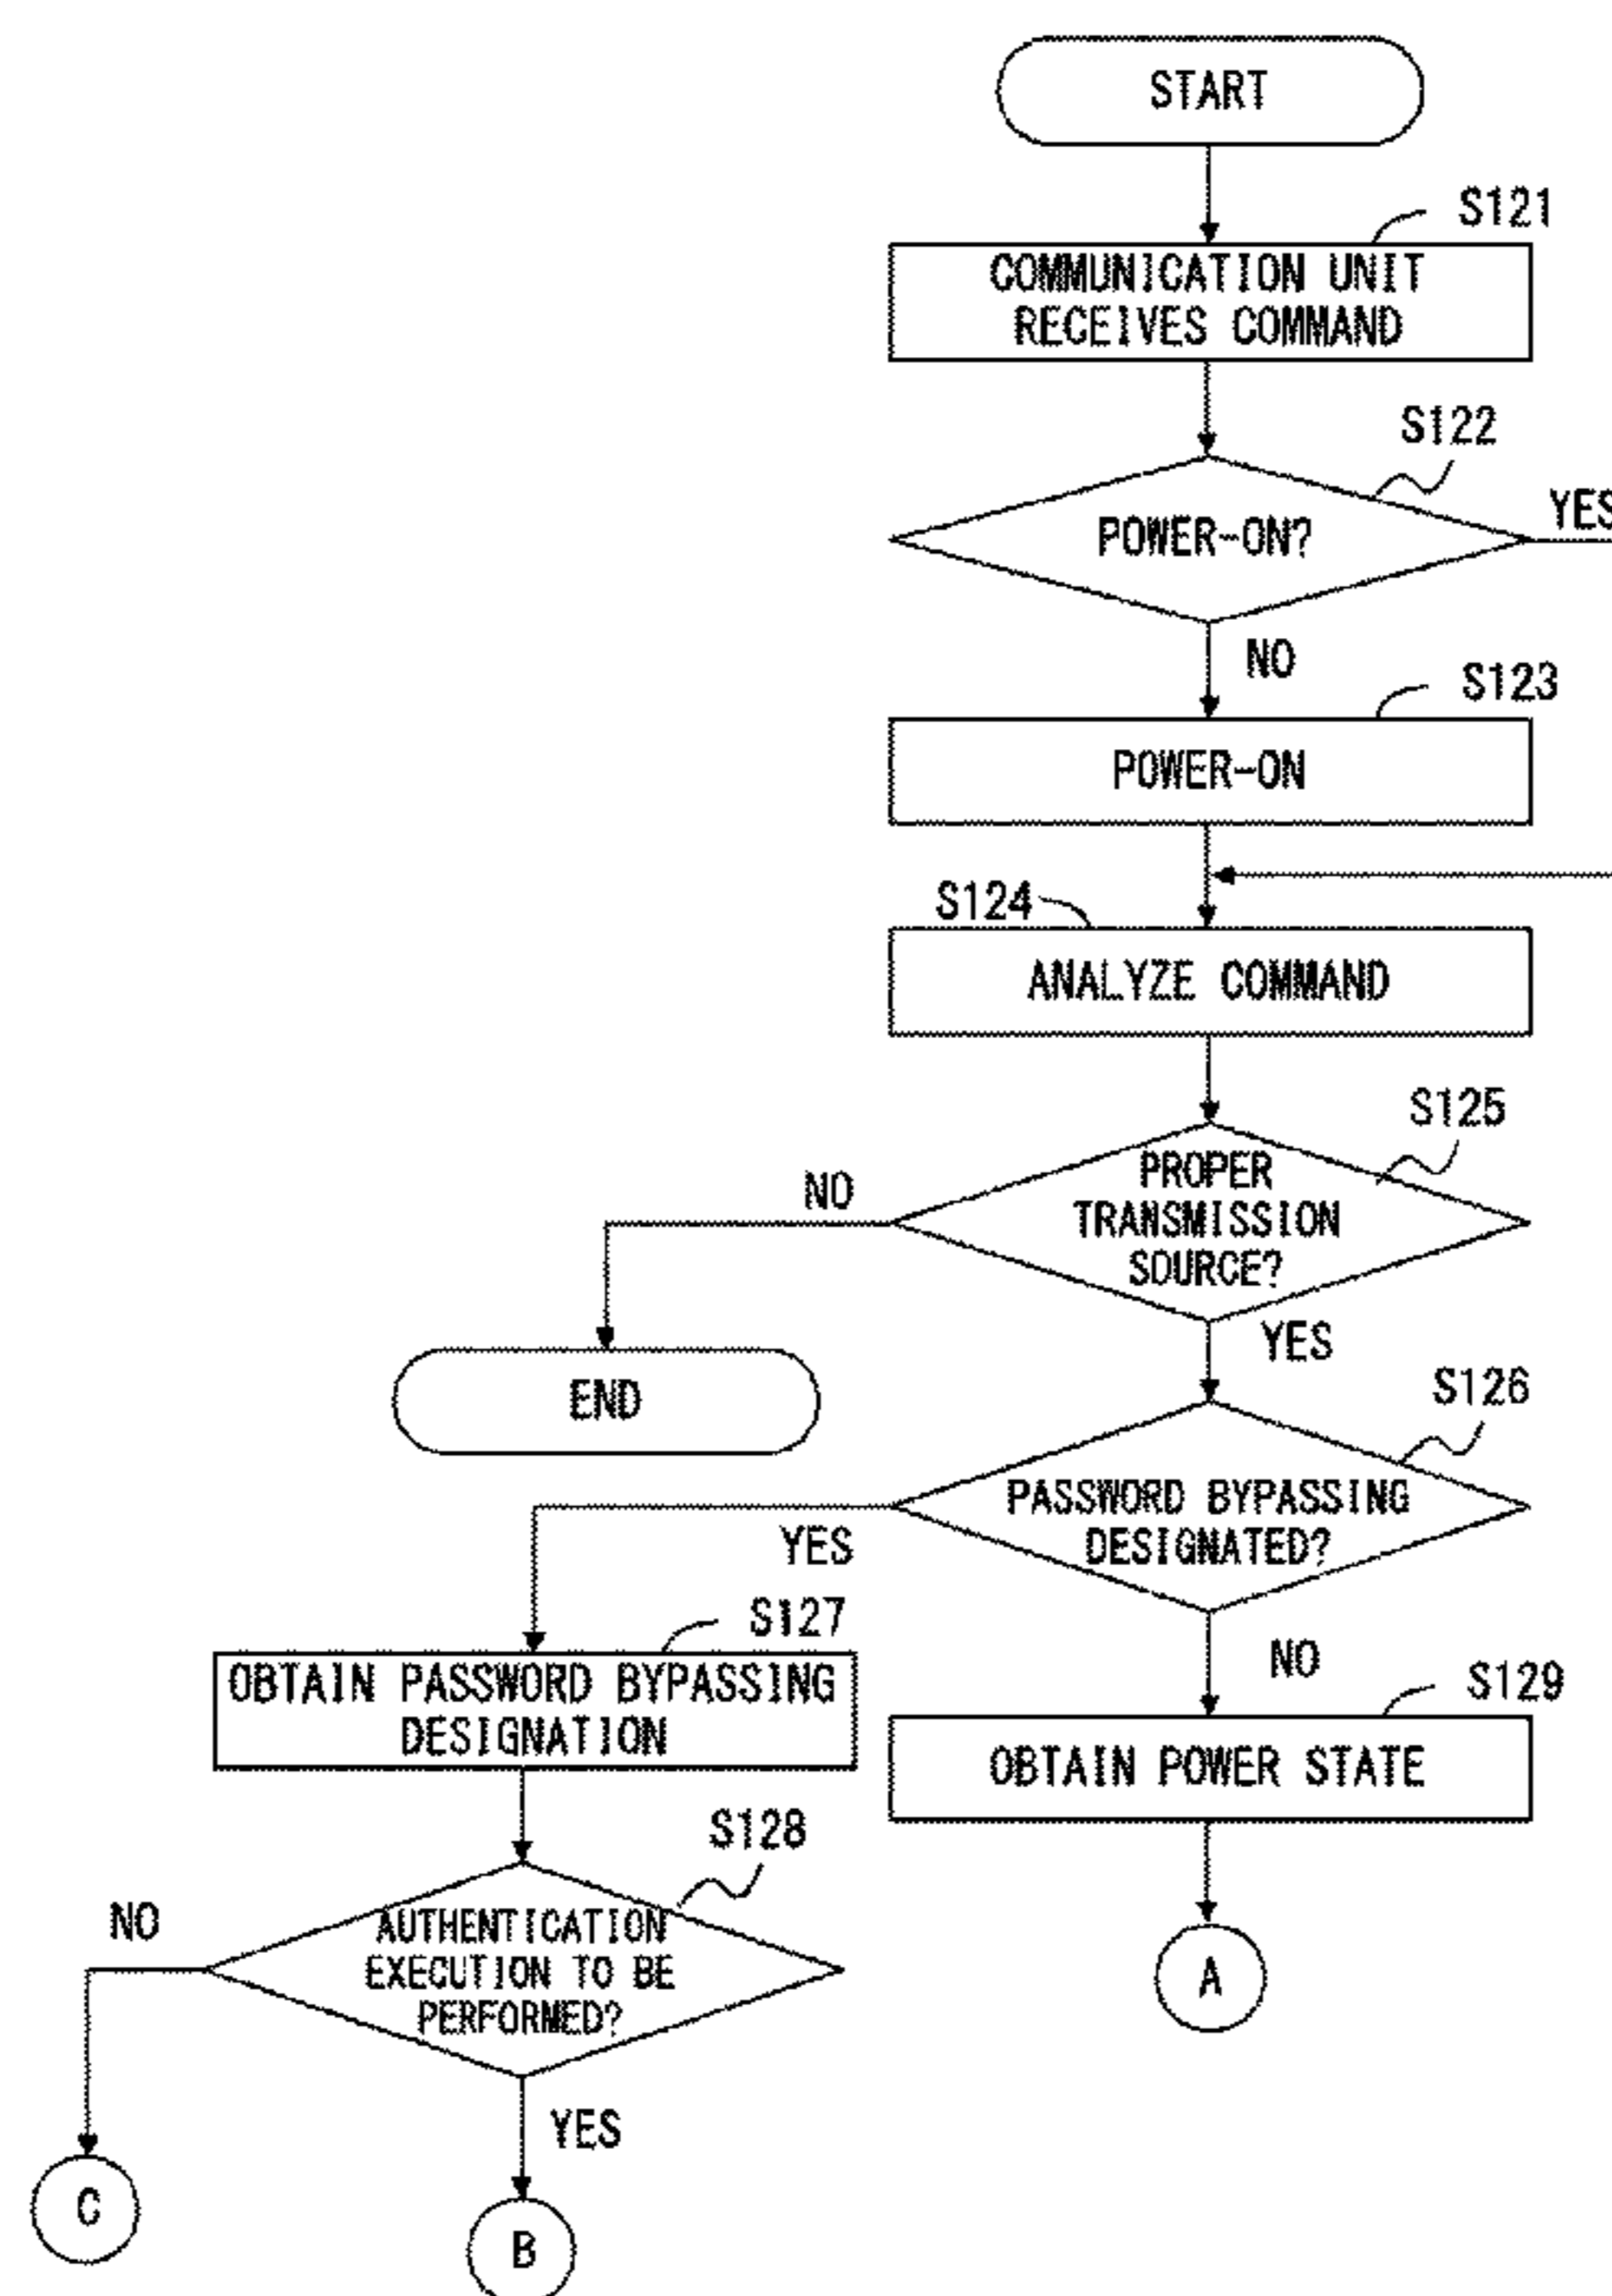 START
S121
COMMUNICATION UNIT
RECEIVES COMMAND
S122
POWER-ON?
YES
NO
S123
POWER-ON
S124
ANALYZE COMMAND
S125
PROPER
TRANSMISSION
SOURCE?
NO
YES
END
S126
PASSWORD BYPASSING
DESIGNATED?
YES
NO
S127
OBTAIN PASSWORD BYPASSING
DESIGNATION
S129
OBTAIN POWER STATE
S128
AUTHENTICATION
EXECUTION TO BE
PERFORMED?
NO
A
YES
C
B